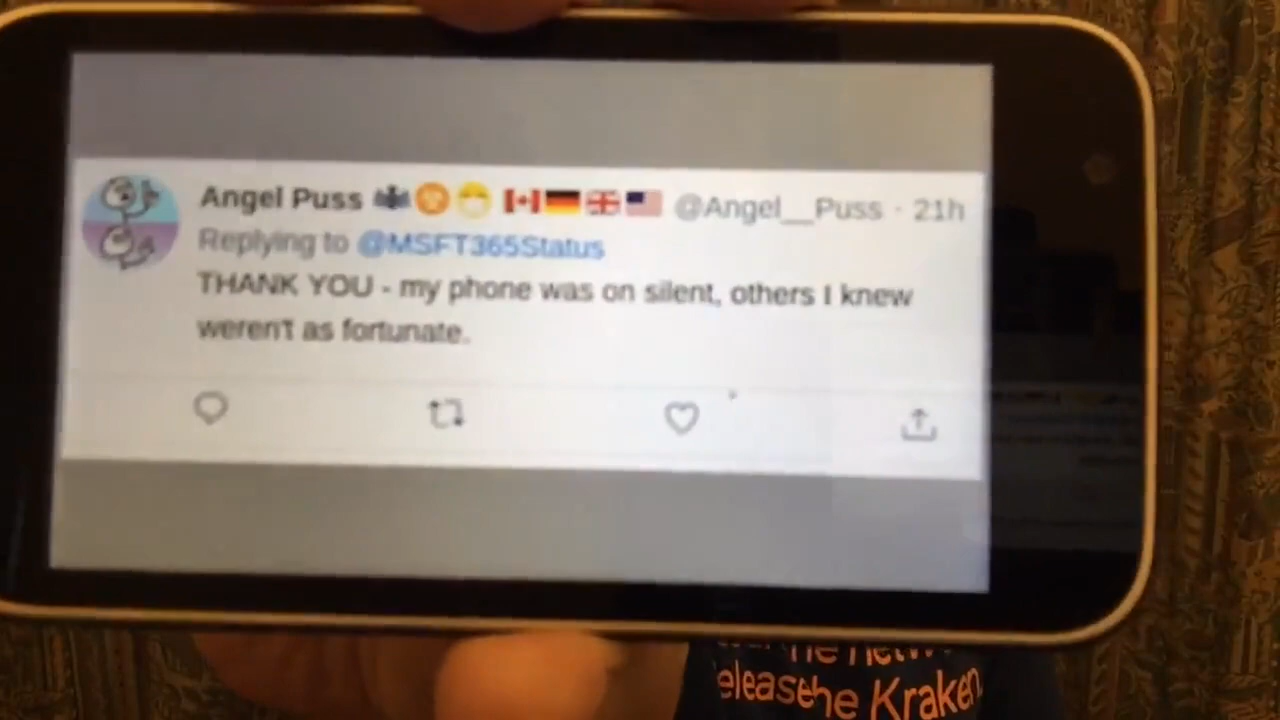 Angel Puss @Angel__Puss · 21h
Replying to @MSFT365Status
THANK YOU - my phone was on silent, others I knew
weren't as fortunate.
the Kraken